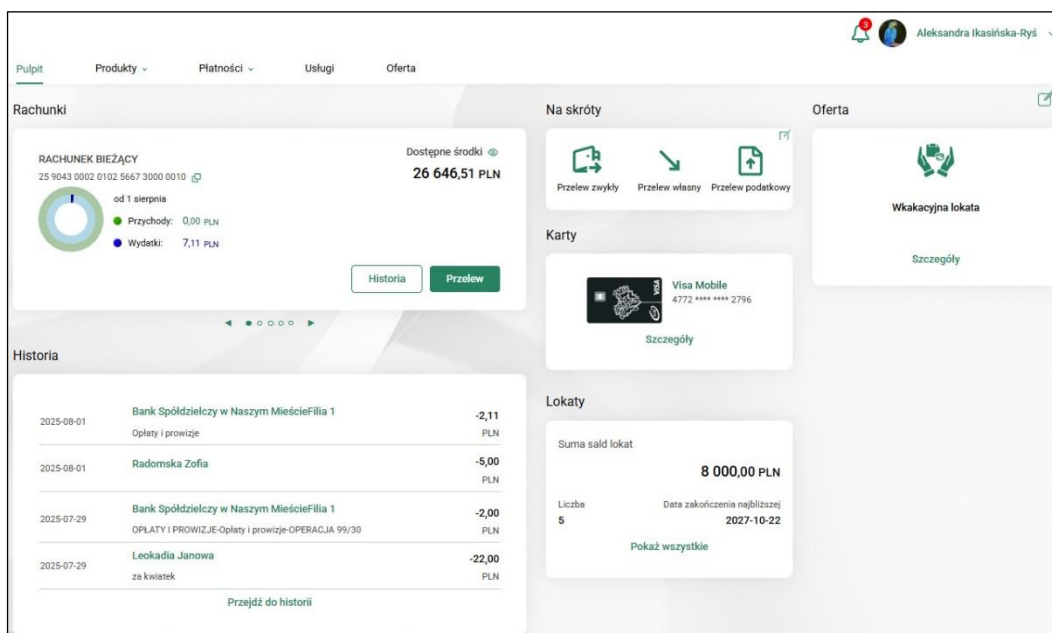 3
Aleksandra Ikasińska-Ryś
Pulpit
Produkty
Płatności
Usługi
Oferta
Rachunki
RACHUNEK BIEŻĄCY
25 9043 0002 0102 5667 3000 0010
Dostępne środki
26 646,51 PLN
od 1 sierpnia
Przychody: 0,00 PLN
Wydatki: 7,11 PLN
Historia
Przelew
Historia
2025-08-01
Bank Spółdzielczy w Naszym MieścieFilia 1
Opłaty i prowizje
-2,11
PLN
2025-08-01
Radomska Zofia
-5,00
PLN
2025-07-29
Bank Spółdzielczy w Naszym MieścieFilia 1
OPŁATY I PROWIZJE-Opłaty i prowizje-OPERACJA 99/30
-2,00
PLN
2025-07-29
Leokadia Janowa
za kwiatek
-22,00
PLN
Przejdź do historii
Na skróty
Przelew zwykły
Przelew własny
Przelew podatkowy
Karty
VISA
Visa Mobile
4772 **** **** 2796
Szczegóły
Lokaty
Suma sald lokat
8 000,00 PLN
Liczba
5
Data zakończenia najbliższej
2027-10-22
Pokaż wszystkie
Oferta
Wkakacyjna lokata
Szczegóły